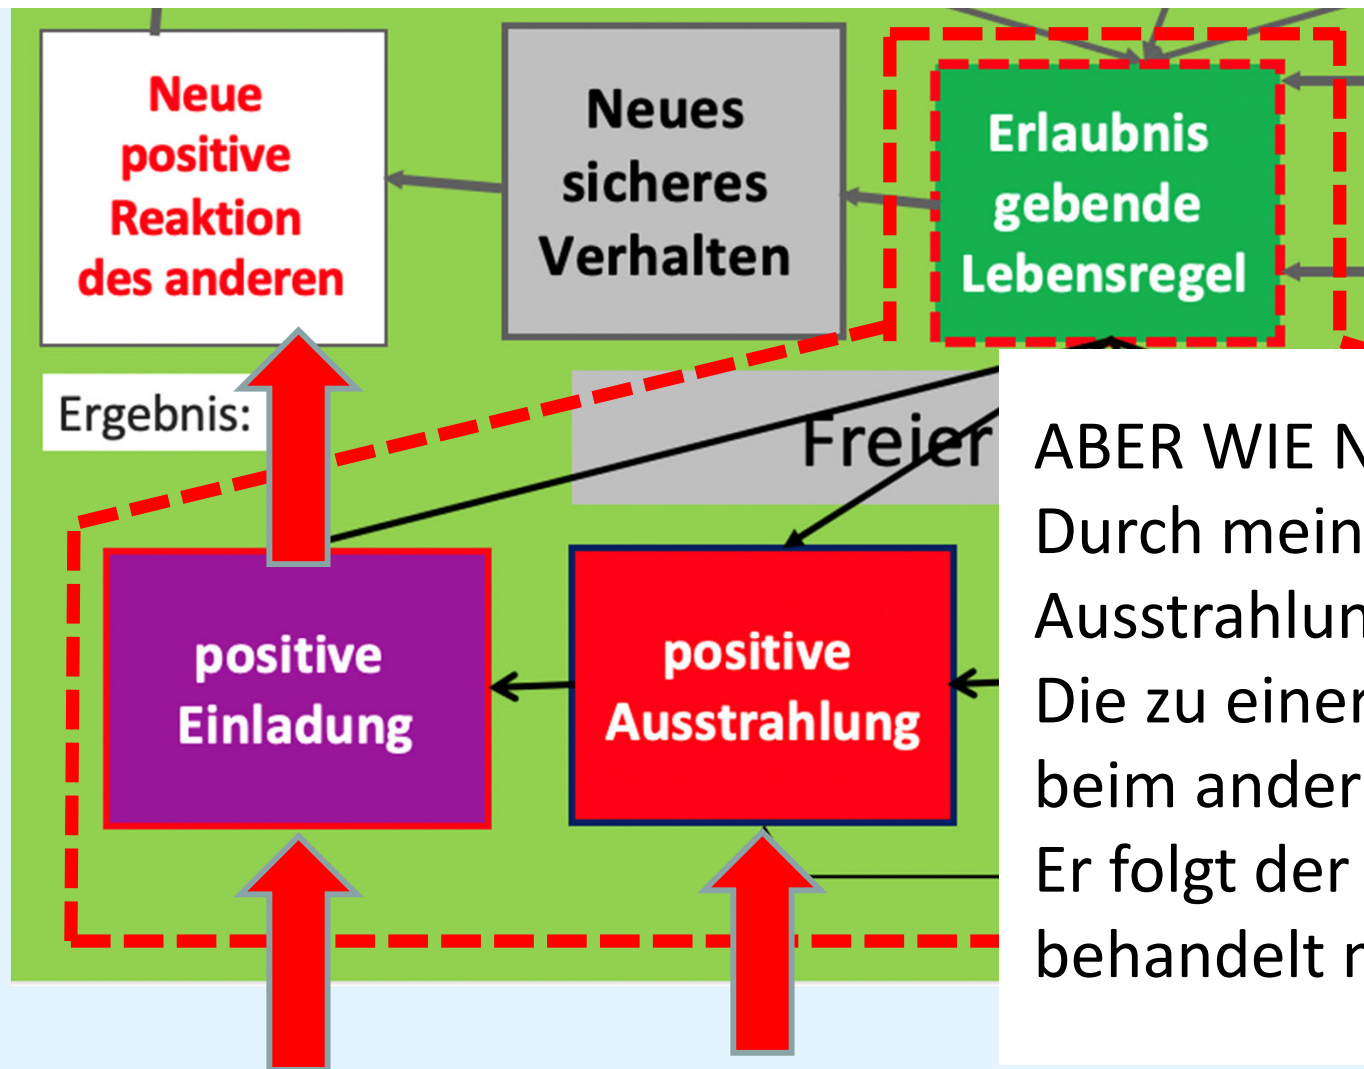 Neue
positive
Reaktion
des anderen
Neues
sicheres
Verhalten
Erlaubnis
gebende
Lebensregel
Ergebnis:
Freier
positive
Einladung
positive
Ausstrahlung
ABER WIE
Durch mein
Ausstrahlun
Die zu einer
beim ander
Er folgt der
behandelt